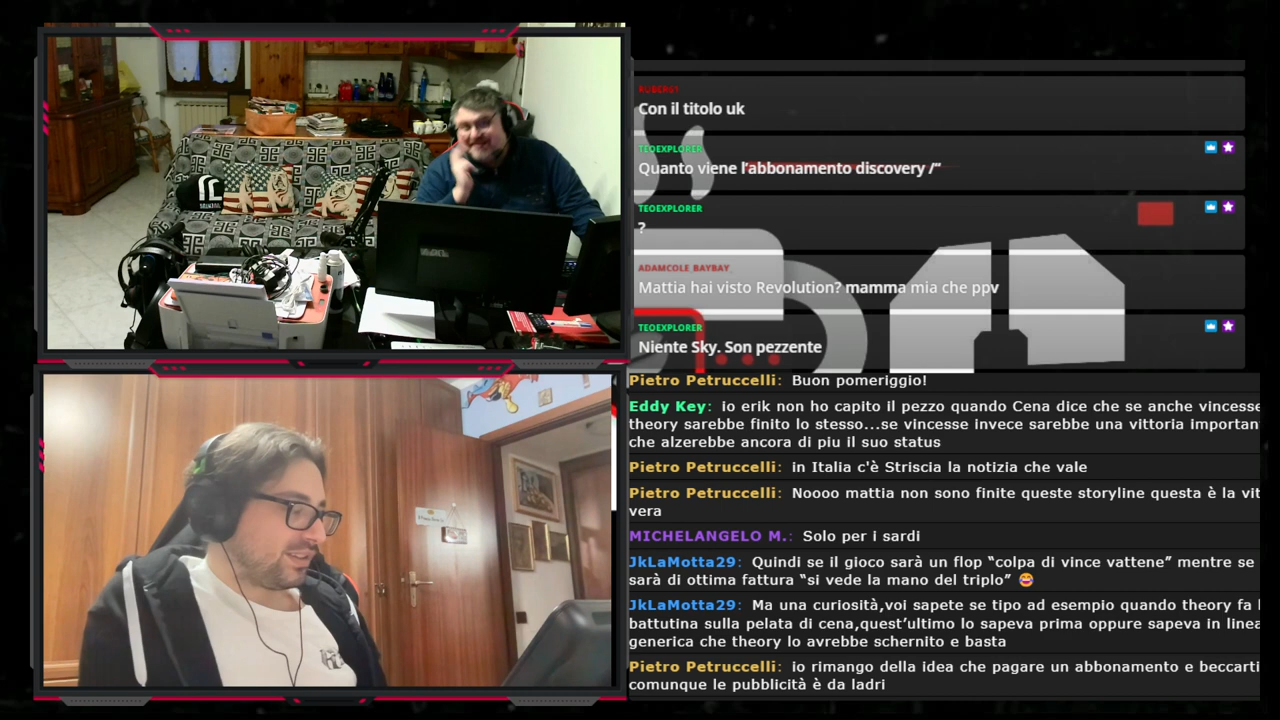 RUBER01
Con il titolo uk
TEOEXPLORER
Quanto viene l'abbonamento discovery /"
TEOEXPLORER
?
ADAMCOLE_BAYBAY_
Mattia hai visto Revolution? mamma mia che ppv
TEOEXPLORER
Niente Sky. Son pezzente
Pietro Petruccelli: Buon pomeriggio!
Eddy Key: io erik non ho capito il pezzo quando Cena dice che se anche vincesse
theory sarebbe finito lo stesso...se vincesse invece sarebbe una vittoria importan
che alzerebbe ancora di piu il suo status
Pietro Petruccelli: in Italia c'è Striscia la notizia che vale
Pietro Petruccelli: Noooo mattia non sono finite queste storyline questa è la vit
vera
MICHELANGELO M.: Solo per i sardi
JkLaMotta29: Quindi se il gioco sarà un flop “colpa di vince vattene” mentre se
sarà di ottima fattura “si vede la mano del triplo” 😂
JkLaMotta29: Ma una curiosità,voi sapete se tipo ad esempio quando theory fa l
battutina sulla pelata di cena,quest’ultimo lo sapeva prima oppure sapeva in linea
generica che theory lo avrebbe schernito e basta
Pietro Petruccelli: io rimango della idea che pagare un abbonamento e beccarti
comunque le pubblicità è da ladri